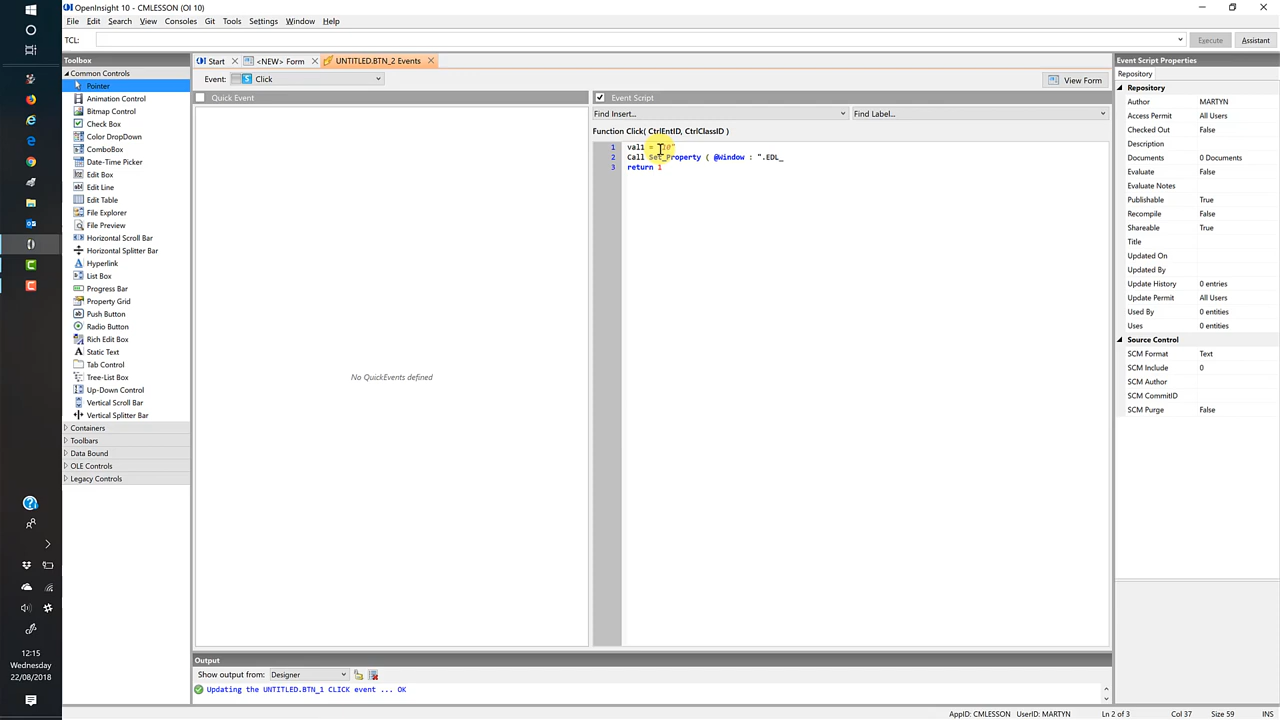 OpenInsight 10 - CMLESSON (OI 10)
File Edit Search View Consoles Git Tools Settings Window Help
TCL: Execute Assistant
Toolbox
Common Controls
Pointer
Animation Control
Bitmap Control
Check Box
Color DropDown
ComboBox
Date-Time Picker
Edit Box
Edit Line
Edit Table
File Explorer
File Preview
Horizontal Scroll Bar
Horizontal Splitter Bar
Hyperlink
List Box
Progress Bar
Property Grid
Push Button
Radio Button
Rich Edit Box
Static Text
Tab Control
Tree-List Box
Up-Down Control
Vertical Scroll Bar
Vertical Splitter Bar
Containers
Toolbars
Data Bound
OLE Controls
Legacy Controls
Start <NEW> Form UNTITLED.BTN_2 Events
Event: Click View Form
Quick Event
No QuickEvents defined
Event Script
Find Insert... Find Label...
Function Click( CtrlEntID, CtrlClassID )
1 val1 = "10"
2 Call Set_Property ( @Window : ".EDL_
3 return 1
Output
Show output from: Designer
Updating the UNTITLED.BTN_1 CLICK event ... OK
Event Script Properties
Repository
Repository
Author MARTYN
Access Permit All Users
Checked Out False
Description
Documents 0 Documents
Evaluate False
Evaluate Notes
Publishable True
Recompile False
Shareable True
Title
Updated On
Updated By
Update History 0 entries
Update Permit All Users
Used By 0 entities
Uses 0 entities
Source Control
SCM Format Text
SCM Include 0
SCM Author
SCM CommitID
SCM Purge False
12:15
Wednesday
22/08/2018
AppID: CMLESSON UserID: MARTYN Ln 2 of 3 Col 37 Size 59 INS